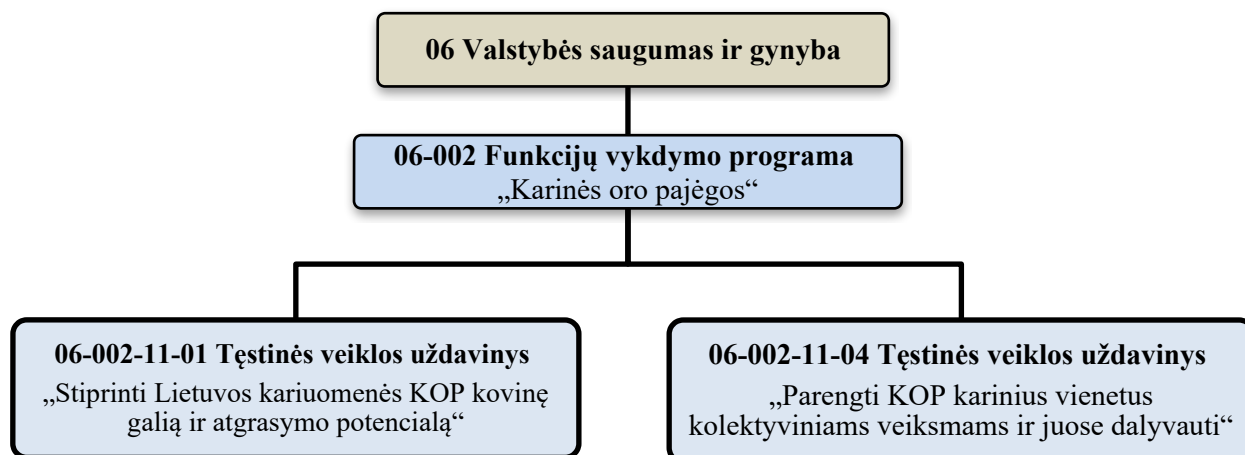 06 Valstybės saugumas ir gynyba
06-002 Funkcijų vykdymo programa
„Karinės oro pajėgos“
06-002-11-01 Tęstinės veiklos uždavinys
„Stiprinti Lietuvos kariuomenės KOP kovinę
galią ir atgrasymo potencialą“
06-002-11-04 Tęstinės veiklos uždavinys
„Parengti KOP karinius vienetus
kolektyviniams veiksmams ir juose dalyvauti“